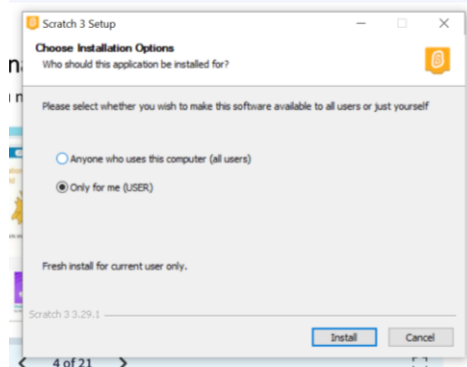 Scratch 3 Setup
Choose Installation Options
Who should this application be installed for?
Please select whether you wish to make this software available to all users or just yourself
Anyone who uses this computer (all users)
Only for me (USER)
Fresh install for current user only.
Scratch 3 3.29.1
Install Cancel
4 of 21